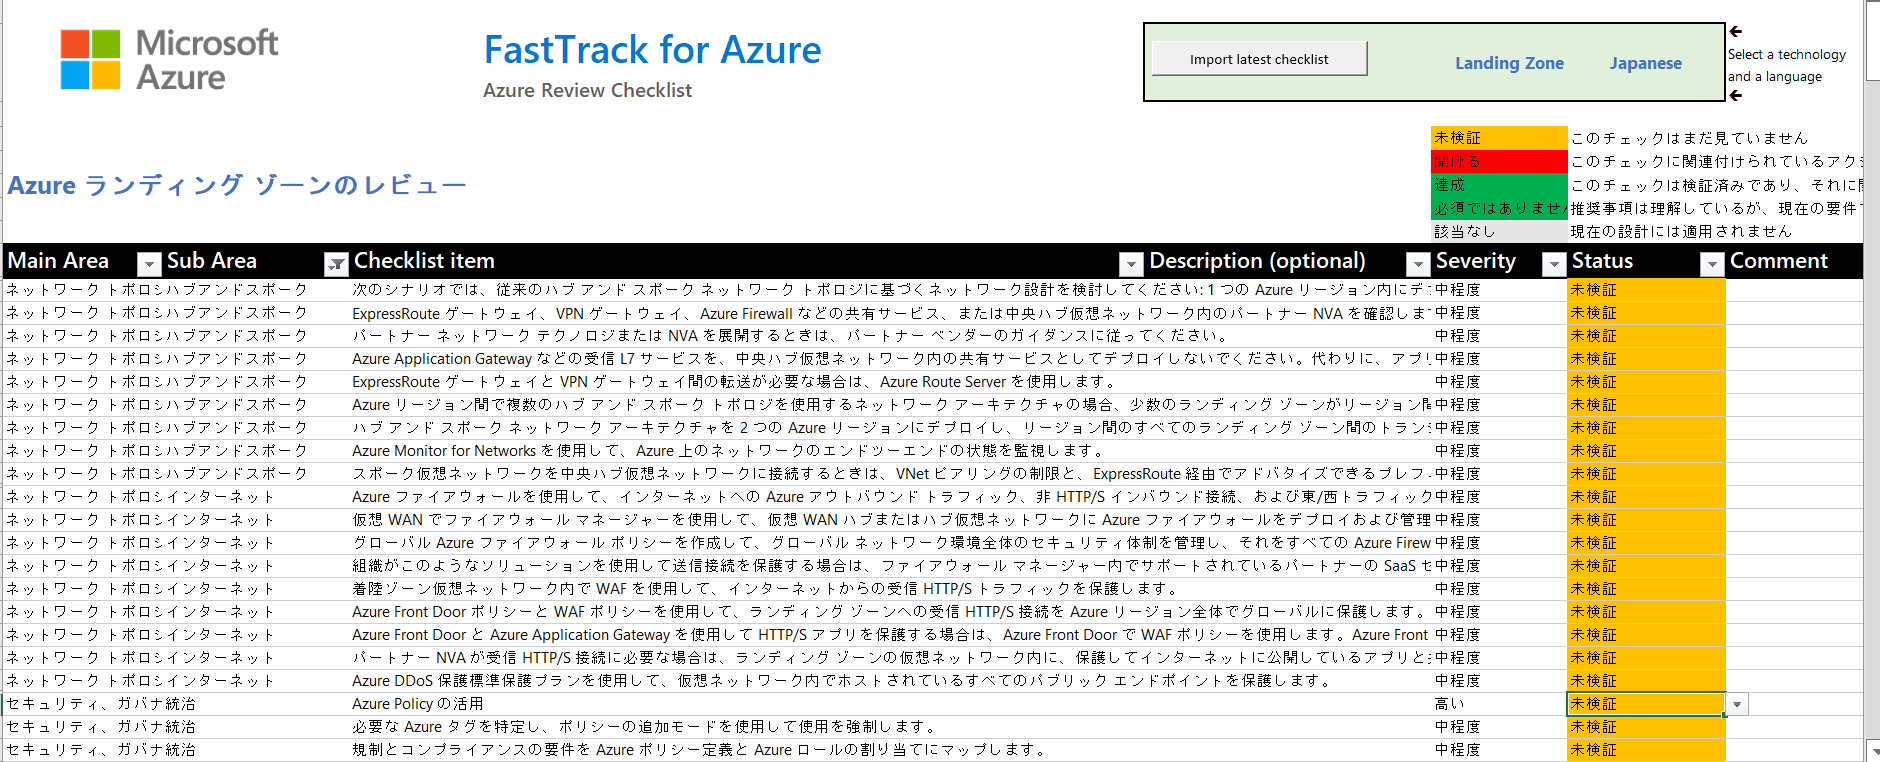 Microsoft
Azure
FastTrack for Azure
Azure Review Checklist
Import latest checklist
Landing Zone
Japanese
Select a technology
and a language
未検証 このチェックはまだ見ていません
開ける このチェックに関連付けられているアク
達成 このチェックは検証済みであり、それに
必須ではありません 推奨事項は理解しているが、現在の要件
該当なし 現在の設計には適用されません
Azure ランディング ゾーンのレビュー
Main Area Sub Area Checklist item Description (optional) Severity Status Comment
ネットワーク トポロジ ハブアンドスポーク 次のシナリオでは、従来のハブ アンド スポーク ネットワーク トポロジに基づくネットワーク設計を検討してください: 1 つの Azure リージョン内にデ 中程度 未検証
ネットワーク トポロジ ハブアンドスポーク ExpressRoute ゲートウェイ、VPN ゲートウェイ、Azure Firewall などの共有サービス、または中央ハブ仮想ネットワーク内のパートナー NVA を確認しま 中程度 未検証
ネットワーク トポロジ ハブアンドスポーク パートナー ネットワーク テクノロジまたは NVA を展開するときは、パートナー ベンダーのガイダンスに従ってください。 中程度 未検証
ネットワーク トポロジ ハブアンドスポーク Azure Application Gateway などの受信 L7 サービスを、中央ハブ仮想ネットワーク内の共有サービスとしてデプロイしないでください。代わりに、アプ 中程度 未検証
ネットワーク トポロジ ハブアンドスポーク ExpressRoute ゲートウェイと VPN ゲートウェイ間の転送が必要な場合は、Azure Route Server を使用します。 中程度 未検証
ネットワーク トポロジ ハブアンドスポーク Azure リージョン間で複数のハブ アンド スポーク トポロジを使用するネットワーク アーキテクチャの場合、少数のランディング ゾーンがリージョン間 中程度 未検証
ネットワーク トポロジ ハブアンドスポーク ハブ アンド スポーク ネットワーク アーキテクチャを 2 つの Azure リージョンにデプロイし、リージョン間のすべてのランディング ゾーン間のトラン 中程度 未検証
ネットワーク トポロジ ハブアンドスポーク Azure Monitor for Networks を使用して、Azure 上のネットワークのエンドツーエンドの状態を監視します。 中程度 未検証
ネットワーク トポロジ ハブアンドスポーク スポーク仮想ネットワークを中央ハブ仮想ネットワークに接続するときは、VNet ピアリングの制限と、ExpressRoute 経由でアドバタイズできるプレフ 中程度 未検証
ネットワーク トポロジ インターネット Azure ファイアウォールを使用して、インターネットへの Azure アウトバウンド トラフィック、非 HTTP/S インバウンド接続、および東/西トラフィック 中程度 未検証
ネットワーク トポロジ インターネット 仮想 WAN でファイアウォール マネージャーを使用して、仮想 WAN ハブまたはハブ仮想ネットワークに Azure ファイアウォールをデプロイおよび管理 中程度 未検証
ネットワーク トポロジ インターネット グローバル Azure ファイアウォール ポリシーを作成して、グローバル ネットワーク環境全体のセキュリティ体制を管理し、それをすべての Azure Firew 中程度 未検証
ネットワーク トポロジ インターネット 組織がこのようなソリューションを使用して送信接続を保護する場合は、ファイアウォール マネージャー内でサポートされているパートナーの SaaS セ 中程度 未検証
ネットワーク トポロジ インターネット 着陸ゾーン仮想ネットワーク内で WAF を使用して、インターネットからの受信 HTTP/S トラフィックを保護します。 中程度 未検証
ネットワーク トポロジ インターネット Azure Front Door ポリシーと WAF ポリシーを使用して、ランディング ゾーンへの受信 HTTP/S 接続を Azure リージョン全体でグローバルに保護します。 中程度 未検証
ネットワーク トポロジ インターネット Azure Front Door と Azure Application Gateway を使用して HTTP/S アプリを保護する場合は、Azure Front Door で WAF ポリシーを使用します。Azure Front 中程度 未検証
ネットワーク トポロジ インターネット パートナー NVA が受信 HTTP/S 接続に必要な場合は、ランディング ゾーンの仮想ネットワーク内に、保護してインターネットに公開しているアプリと 中程度 未検証
ネットワーク トポロジ インターネット Azure DDoS 保護標準保護プランを使用して、仮想ネットワーク内でホストされているすべてのパブリック エンドポイントを保護します。 中程度 未検証
セキュリティ、ガバナ 統治 Azure Policy の活用 高い 未検証
セキュリティ、ガバナ 統治 必要な Azure タグを特定し、ポリシーの追加モードを使用して使用を強制します。 中程度 未検証
セキュリティ、ガバナ 統治 規制とコンプライアンスの要件を Azure ポリシー定義と Azure ロールの割り当てにマップします。 中程度 未検証